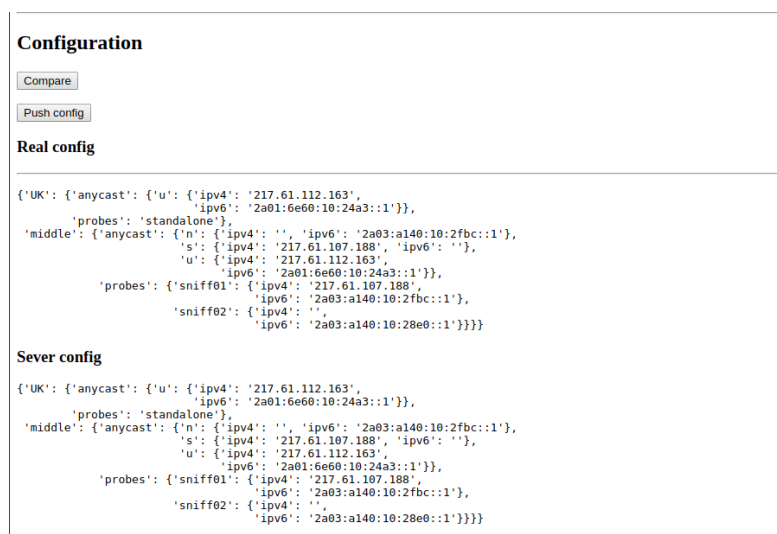 Configuration
Compare
Push config
Real config
{'UK': {'anycast': {'u': {'ipv4': '217.61.112.163',
'ipv6': '2a01:6e60:10:24a3::1'}},
'probes': 'standalone'},
'middle': {'anycast': {'n': {'ipv4': '', 'ipv6': '2a03:a140:10:2fbc::1'},
's': {'ipv4': '217.61.107.188', 'ipv6': ''},
'u': {'ipv4': '217.61.112.163',
'ipv6': '2a01:6e60:10:24a3::1'}},
'probes': {'sniff01': {'ipv4': '217.61.107.188',
'ipv6': '2a03:a140:10:2fbc::1'},
'sniff02': {'ipv4': '',
'ipv6': '2a03:a140:10:28e0::1'}}}}
Sever config
{'UK': {'anycast': {'u': {'ipv4': '217.61.112.163',
'ipv6': '2a01:6e60:10:24a3::1'}},
'probes': 'standalone'},
'middle': {'anycast': {'n': {'ipv4': '', 'ipv6': '2a03:a140:10:2fbc::1'},
's': {'ipv4': '217.61.107.188', 'ipv6': ''},
'u': {'ipv4': '217.61.112.163',
'ipv6': '2a01:6e60:10:24a3::1'}},
'probes': {'sniff01': {'ipv4': '217.61.107.188',
'ipv6': '2a03:a140:10:2fbc::1'},
'sniff02': {'ipv4': '',
'ipv6': '2a03:a140:10:28e0::1'}}}}